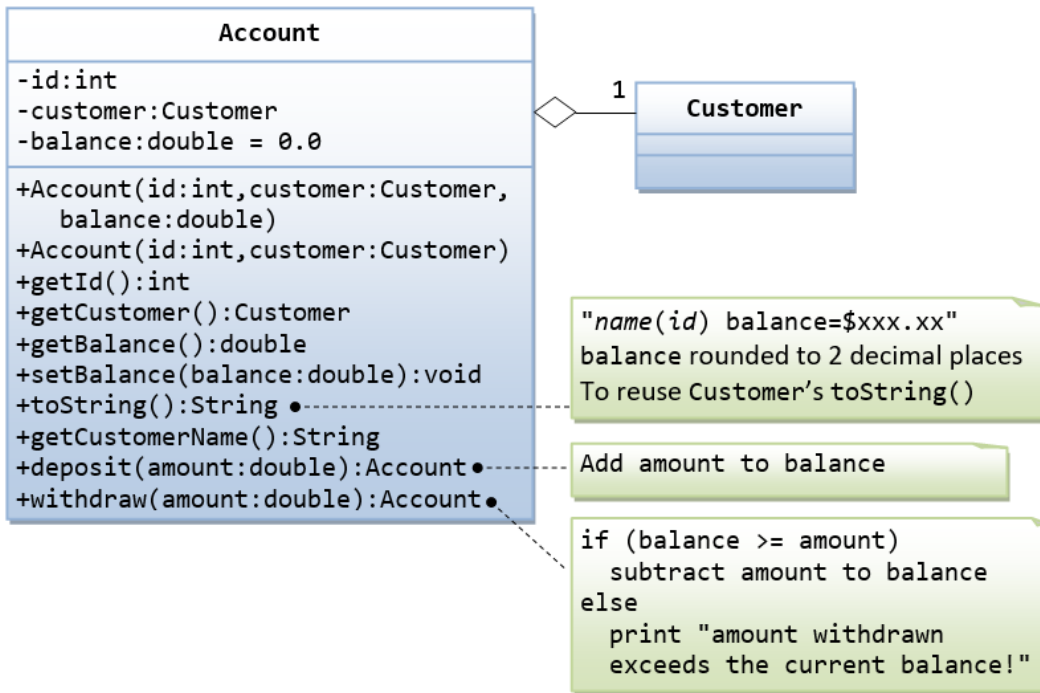 Account
-id:int
-customer:Customer
-balance:double = 0.0
+Account(id:int,customer:Customer,
balance:double)
+Account(id:int,customer:Customer)
+getId():int
+getCustomer():Customer
+getBalance():double
+setBalance(balance:double):void
+toString():String
+getCustomerName():String
+deposit(amount:double):Account
+withdraw(amount:double):Account
1
Customer
"name(id) balance=$xxx.xx"
balance rounded to 2 decimal places
To reuse Customer’s toString()
Add amount to balance
if (balance >= amount)
subtract amount to balance
else
print "amount withdrawn
exceeds the current balance!"